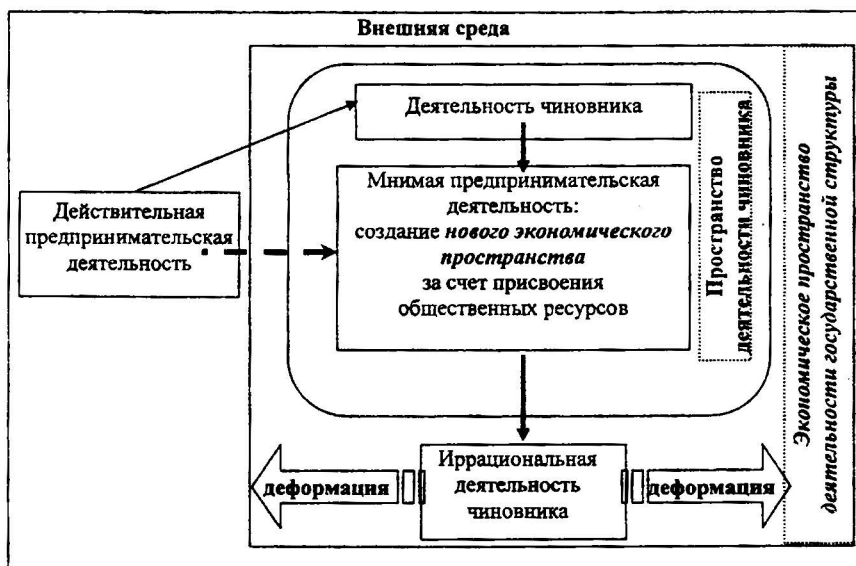 Внешняя среда
Деятельность чиновника
Мнимая предпринимательская
деятельность:
создание нового экономического
пространства
за счет присвоения
общественных ресурсов
Действительная
предпринимательская
деятельность
Пространство
деятельности чиновника
Экономическое пространство
деятельности государственной структуры
деформация
Иррациональная
деятельность
чиновника
деформация